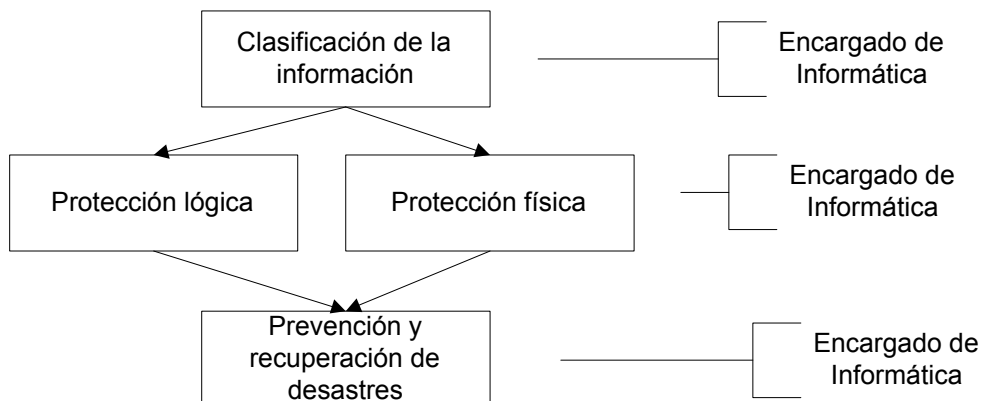 Clasificación de la
información
Encargado de
Informática
Protección lógica
Protección física
Encargado de
Informática
Prevención y
recuperación de
desastres
Encargado de
Informática